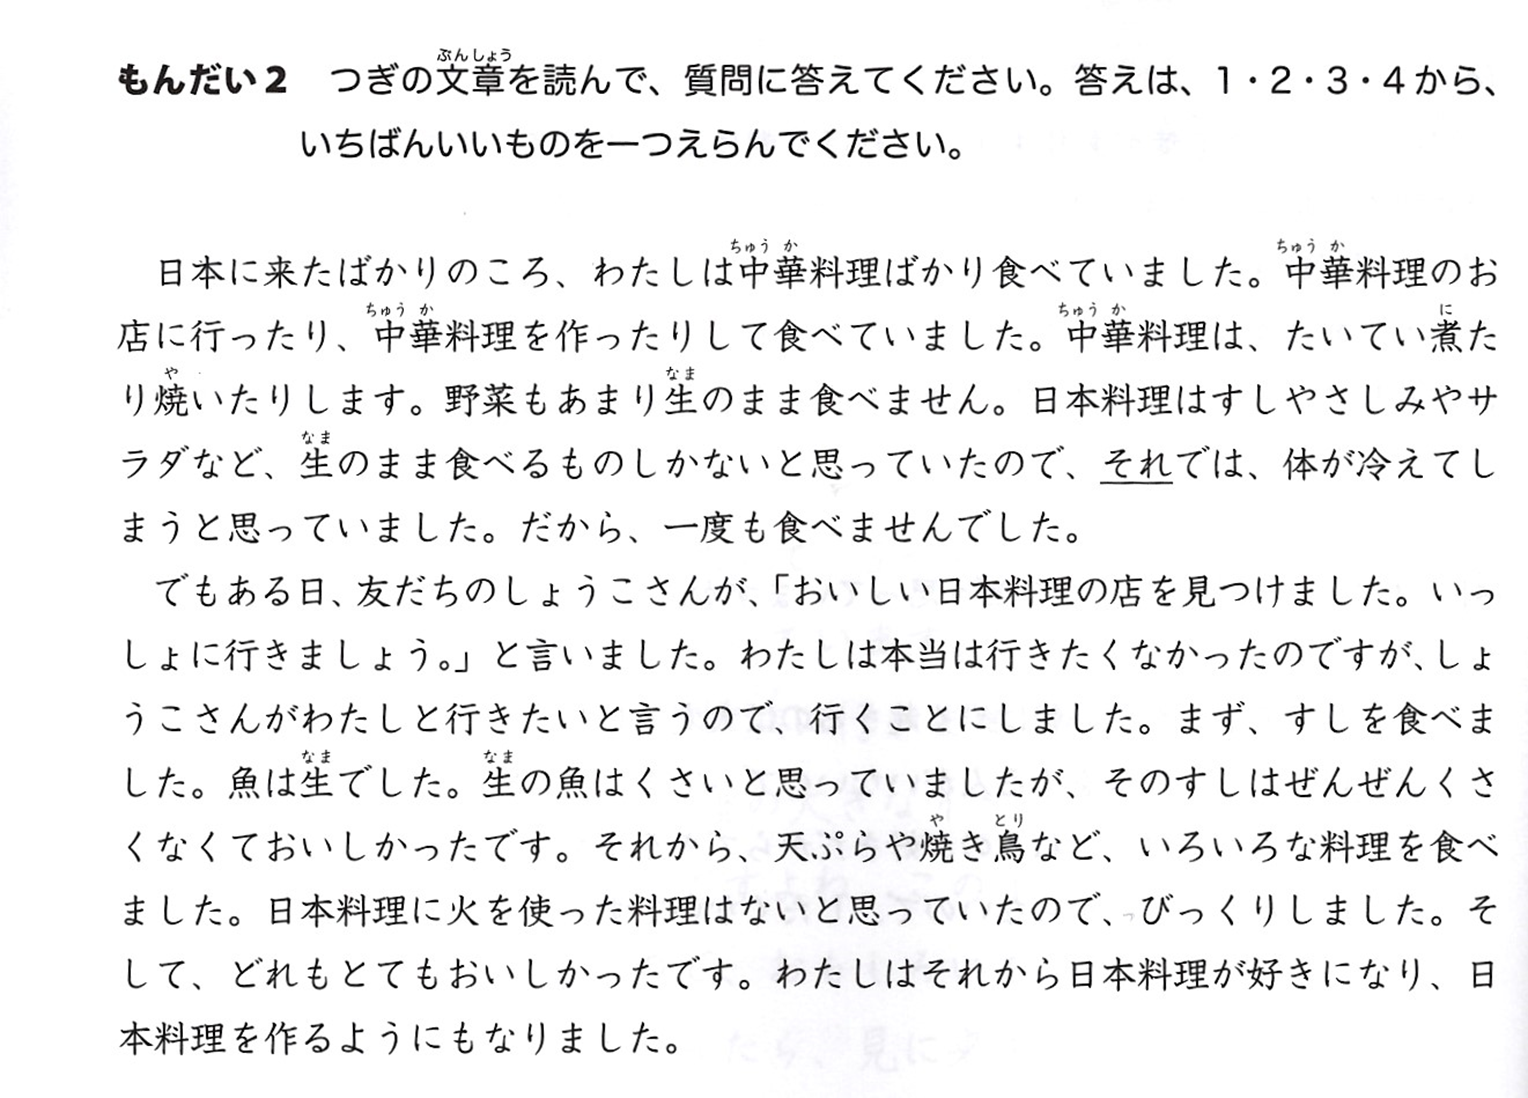 もんだい2　つぎの文章を読んで、質問に答えてください。答えは、1・2・3・4から、
いちばんいいものを一つえらんでください。
日本に来たばかりのころ、わたしは中華料理ばかり食べていました。中華料理のお
店に行ったり、中華料理を作ったりして食べていました。中華料理は、たいてい煮た
り焼いたりします。野菜もあまり生のまま食べません。日本料理はすしやさしみやサ
ラダなど、生のまま食べるものしかないと思っていたので、それでは、体が冷えてし
まうと思っていました。だから、一度も食べませんでした。
でもある日、友だちのしょうこさんが、「おいしい日本料理の店を見つけました。いっ
しょに行きましょう。」と言いました。わたしは本当は行きたくなかったのですが、しょ
うこさんがわたしと行きたいと言うので、行くことにしました。まず、すしを食べま
した。魚は生でした。生の魚はくさいと思っていましたが、そのすしはぜんぜんくさ
くなくておいしかったです。それから、天ぷらや焼き鳥など、いろいろな料理を食べ
ました。日本料理に火を使った料理はないと思っていたので、びっくりしました。そ
して、どれもとてもおいしかったです。わたしはそれから日本料理が好きになり、日
本料理を作るようにもなりました。